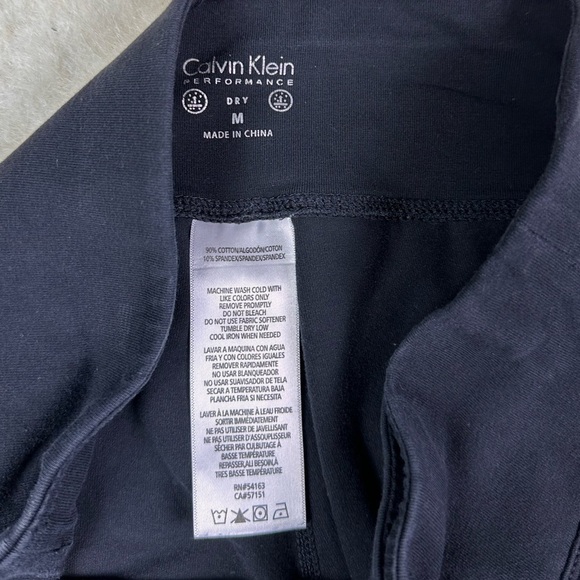 Calvin Klein
PERFORMANCE
DRY
M
MADE IN CHINA
90% COTTON/ALGODÓN/COTON
10% SPANDEX/SPANDEX/SPANDEX
MACHINE WASH COLD WITH
LIKE COLORS ONLY
REMOVE PROMPTLY
DO NOT BLEACH
DO NOT USE FABRIC SOFTENER
TUMBLE DRY LOW
COOL IRON WHEN NEEDED
LAVAR A MAQUINA CON AGUA
FRIA Y CON COLORES IGUALES
REMOVER RAPIDAMENTE
NO USAR BLANQUEADOR
NO USAR SUAVISADOR DE TELA
SECAR A TEMPERATURA BAJA
PLANCHA FRIA SI NECESITA
LAVER À LA MACHINE À L'EAU FROIDE
SORTIR IMMÉDIATEMENT
NE PAS UTILISER DE JAVELLISANT
NE PAS UTILISER D'ASSOUPLISSEUR
SÉCHER PAR CULBUTAGE À
BASSE TEMPÉRATURE
REPASSER, AU BESOIN, À
TRES BASSE TEMPÉRATURE
RN#54163
CA#57151